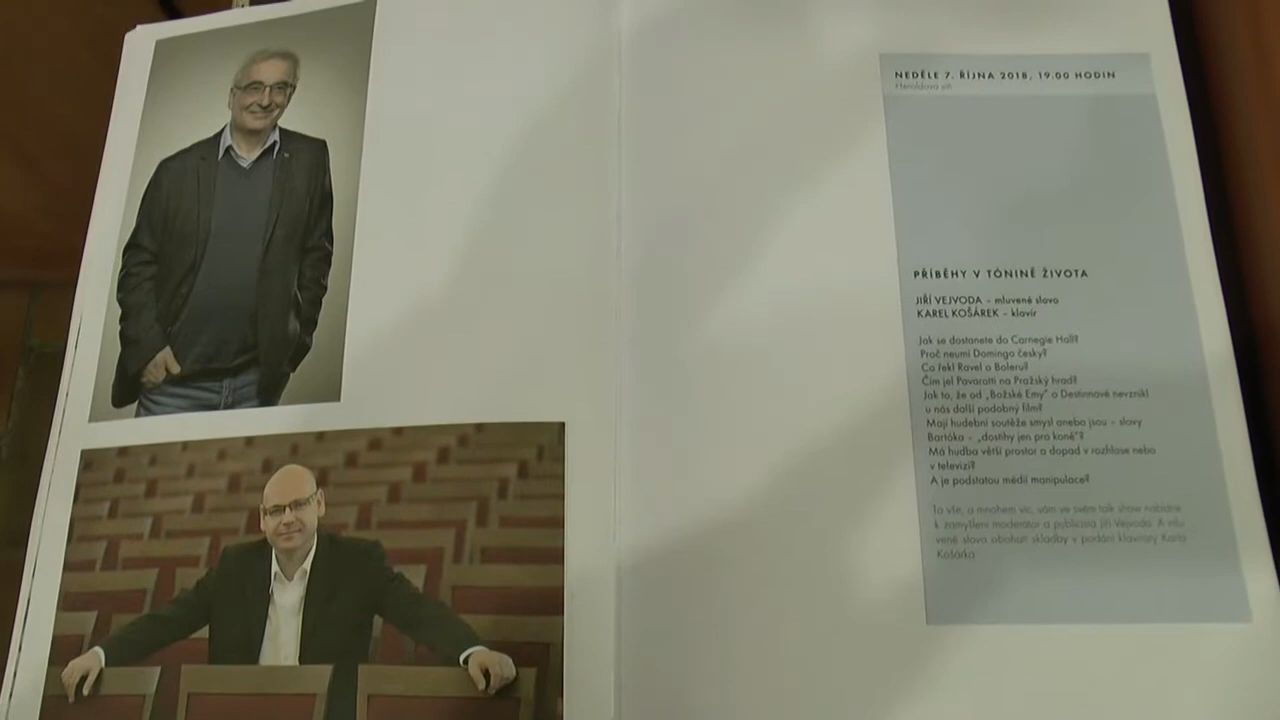 NEDĚLE 7. ŘÍJNA 2018, 19.00 HODIN
Heroldova síň
PŘÍBĚHY V TÓNINĚ ŽIVOTA
JIŘÍ VEJVODA – mluvené slovo
KAREL KOŠÁREK – klavír
Jak se dostanete do Carnegie Hall?
Proč neumí Domingo česky?
Co řekl Ravel o Boleru?
Čím jel Pavarotti na Pražský hrad?
Jak to, že od „Božské Emy" o Destinnové nevznikl
u nás další podobný film?
Mají hudební soutěže smysl anebo jsou – slovy
Bartóka – „dostihy jen pro koně"?
Má hudba větší prostor a dopad v rozhlase nebo
v televizi?
A je podstatou médií manipulace?
To vše, a mnohem víc, vám ve svém talk show nabídne
k zamyšlení moderátor a publicista Jiří Vejvoda. A mlu-
vené slovo obohatí skladby v podání klavíristy Karla
Košárka.